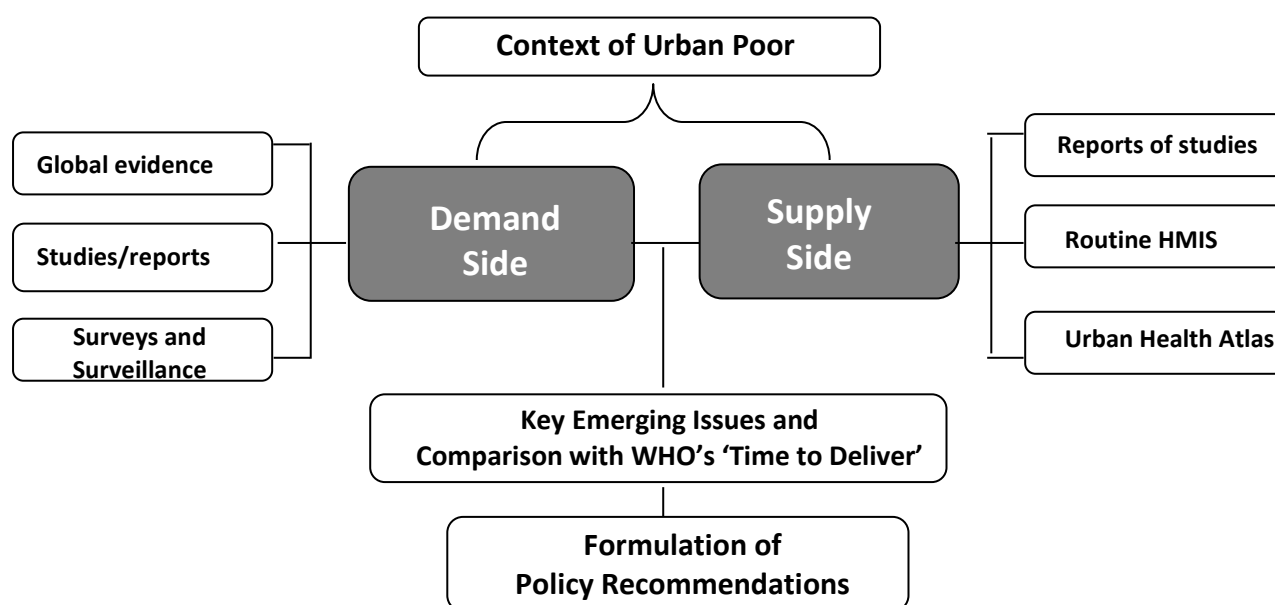 Context of Urban Poor
Global evidence
Studies/reports
Surveys and
Surveillance
Demand
Side
Supply
Side
Reports of studies
Routine HMIS
Urban Health Atlas
Key Emerging Issues and
Comparison with WHO’s ‘Time to Deliver’
Formulation of
Policy Recommendations